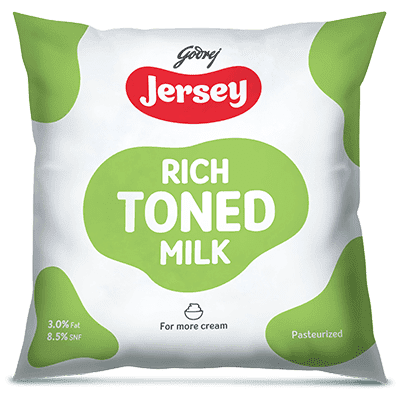 Godrej
Jersey
RICH
TONED
MILK
For more cream
3.0% Fat
8.5% SNF
Pasteurized